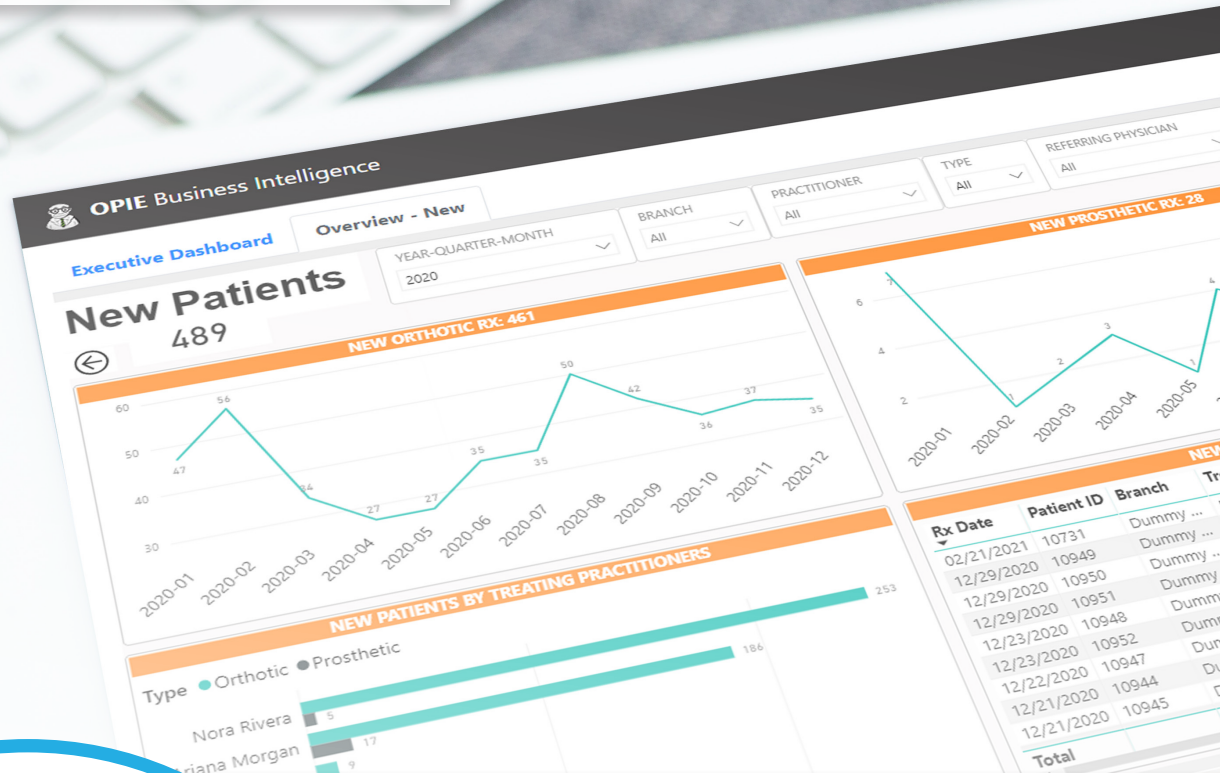 OPIE Business Intelligence
Executive Dashboard
Overview - New
New Patients
489
YEAR-QUARTER-MONTH
2020
BRANCH
All
PRACTITIONER
All
TYPE
All
REFERRING PHYSICIAN
All
NEW ORTHOTIC RX: 461
60
50
40
30
47
56
34
27
27
35
35
50
42
36
37
35
2020-01
2020-02
2020-03
2020-04
2020-05
2020-06
2020-07
2020-08
2020-09
2020-10
2020-11
2020-12
NEW PROSTHETIC RX: 28
6
4
2
7
1
2
3
1
4
2020-01
2020-02
2020-03
2020-04
2020-05
NEW PATIENTS BY TREATING PRACTITIONERS
Type Orthotic Prosthetic
Nora Rivera
253
5
Morgan
186
17
9
NEW
Rx Date Patient ID Branch
02/21/2021 10731 Dummy ...
12/29/2020 10949 Dummy ...
12/29/2020 10950 Dummy ...
12/29/2020 10951 Dummy
12/23/2020 10948
12/23/2020 10952
12/22/2020 10947
12/21/2020 10944
12/21/2020 10945
Total